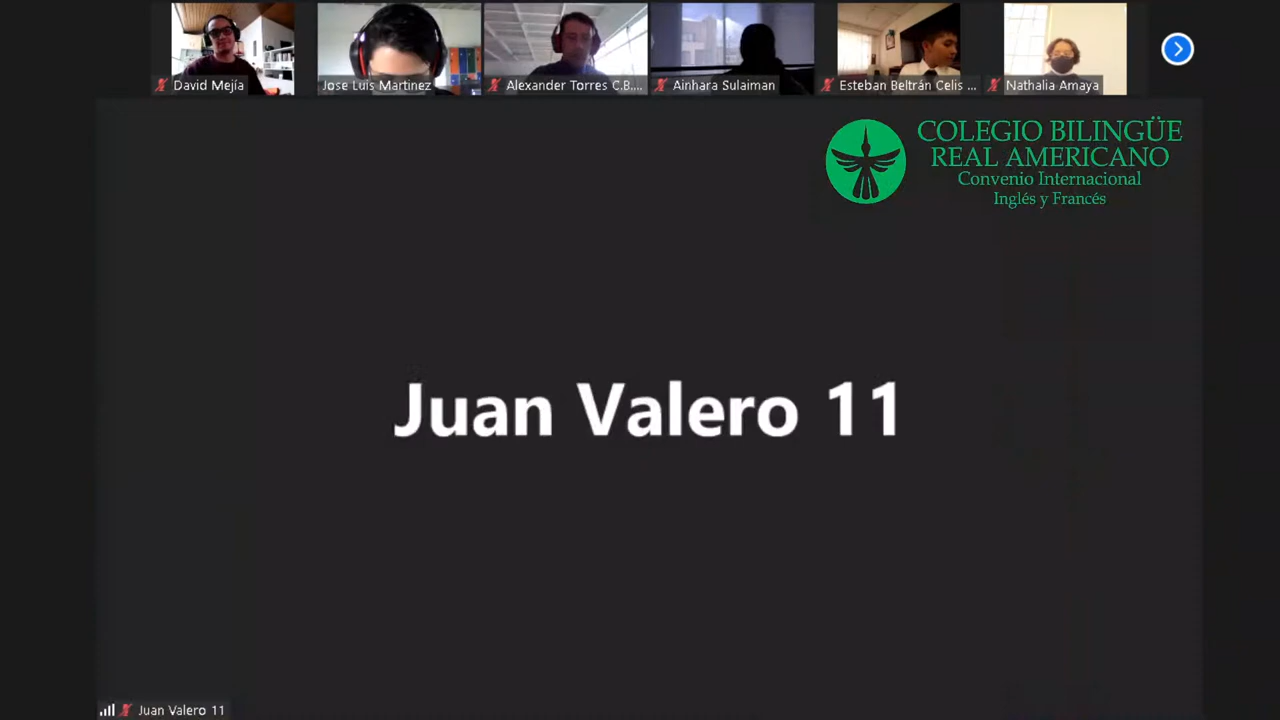 David Mejía
Jose Luis Martinez
Alexander Torres C.B....
Ainhara Sulaiman
Esteban Beltrán Celis ...
Nathalia Amaya
COLEGIO BILINGÜE
REAL AMERICANO
Convenio Internacional
Inglés y Francés
Juan Valero 11
Juan Valero 11